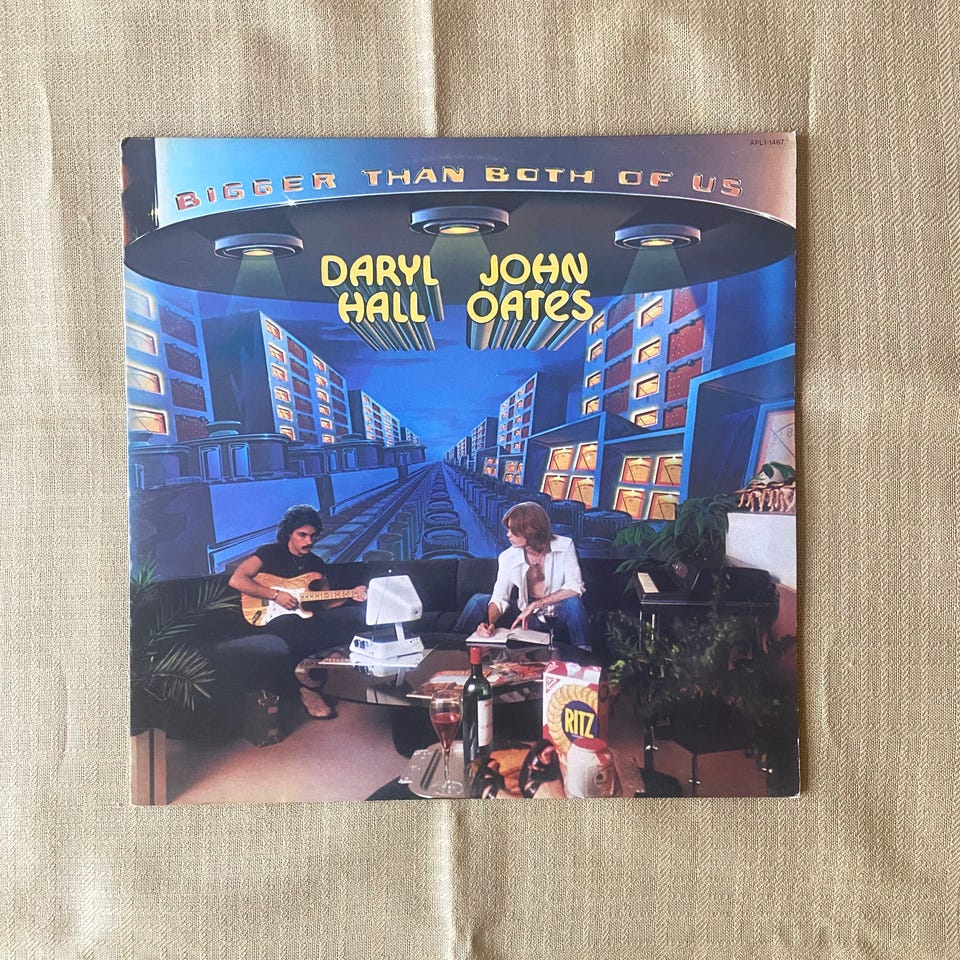 APL1-1467
BIGGER THAN BOTH OF US
DARYL JOHN
HALL OATES
RITZ